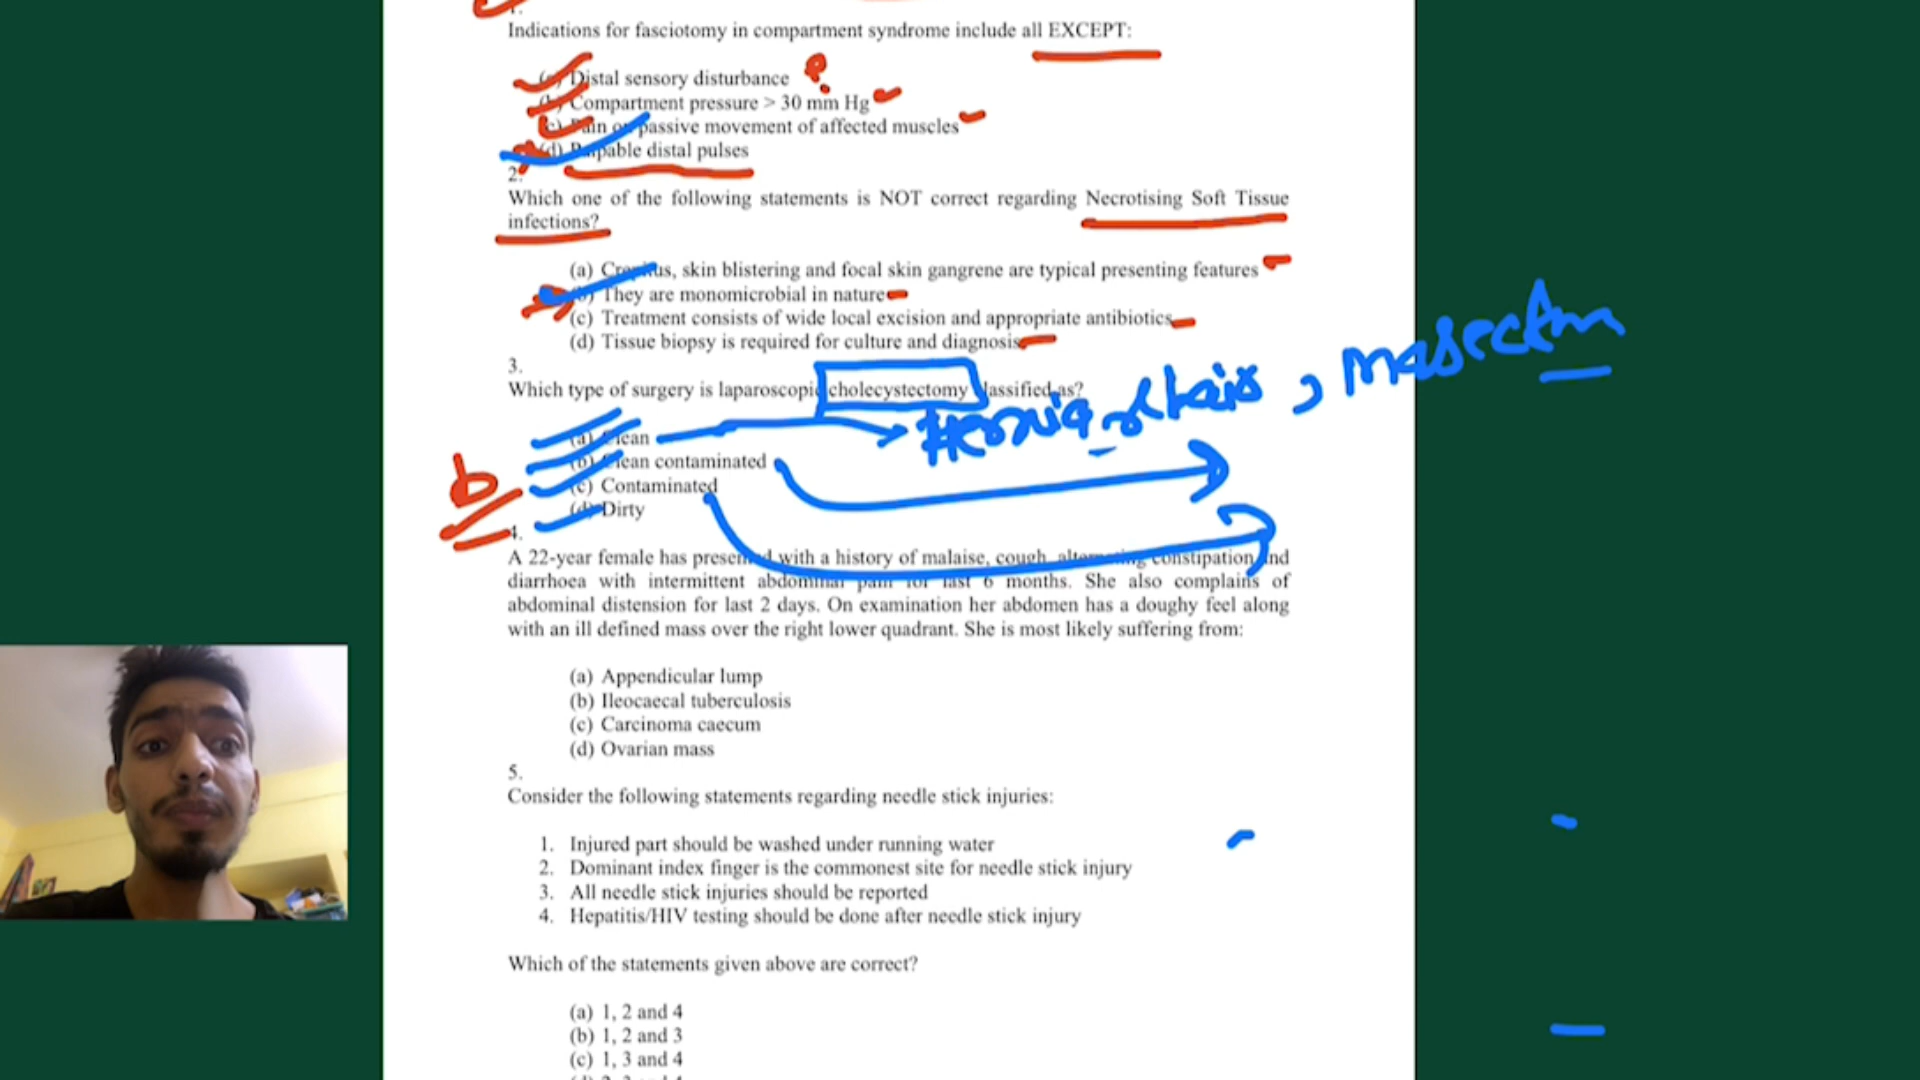 1.
Indications for fasciotomy in compartment syndrome include all EXCEPT:
(a) Distal sensory disturbance ?
(b) Compartment pressure > 30 mm Hg
(c) Pain on passive movement of affected muscles
(d) Palpable distal pulses
2.
Which one of the following statements is NOT correct regarding Necrotising Soft Tissue
infections?
(a) Crepitus, skin blistering and focal skin gangrene are typical presenting features
(b) They are monomicrobial in nature
(c) Treatment consists of wide local excision and appropriate antibiotics
(d) Tissue biopsy is required for culture and diagnosis
3.
Which type of surgery is laparoscopic cholecystectomy classified as?
Hernia
(a) Clean
(b) Clean contaminated
(c) Contaminated
(d) Dirty
b
4.
A 22-year female has presented with a history of malaise, cough alternating constipation and
diarrhoea with intermittent abdominal pain for last 6 months. She also complains of
abdominal distension for last 2 days. On examination her abdomen has a doughy feel along
with an ill defined mass over the right lower quadrant. She is most likely suffering from:
(a) Appendicular lump
(b) Ileocaecal tuberculosis
(c) Carcinoma caecum
(d) Ovarian mass
5.
Consider the following statements regarding needle stick injuries:
1. Injured part should be washed under running water
2. Dominant index finger is the commonest site for needle stick injury
3. All needle stick injuries should be reported
4. Hepatitis/HIV testing should be done after needle stick injury
Which of the statements given above are correct?
(a) 1, 2 and 4
(b) 1, 2 and 3
(c) 1, 3 and 4